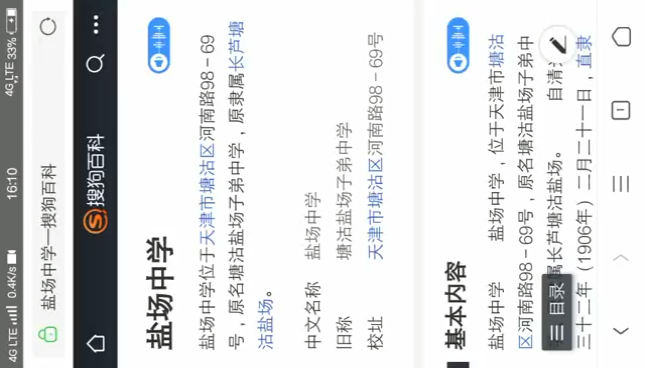 4G LTE 0.4K/s 16:10 4G LTE 33%
盐场中学—搜狗百科
S 搜狗百科
盐场中学
盐场中学位于天津市塘沽区河南路98－69
号，原名塘沽盐场子弟中学，原隶属长芦塘
沽盐场。
中文名称 盐场中学
旧称 塘沽盐场子弟中学
校址 天津市塘沽区河南路98－69号
基本内容
盐场中学 盐场中学，位于天津市塘沽
区河南路98－69号，原名塘沽盐场子弟中
属长芦塘沽盐场。 自清
三十二年（1906年）二月二十一日，直隶
目录